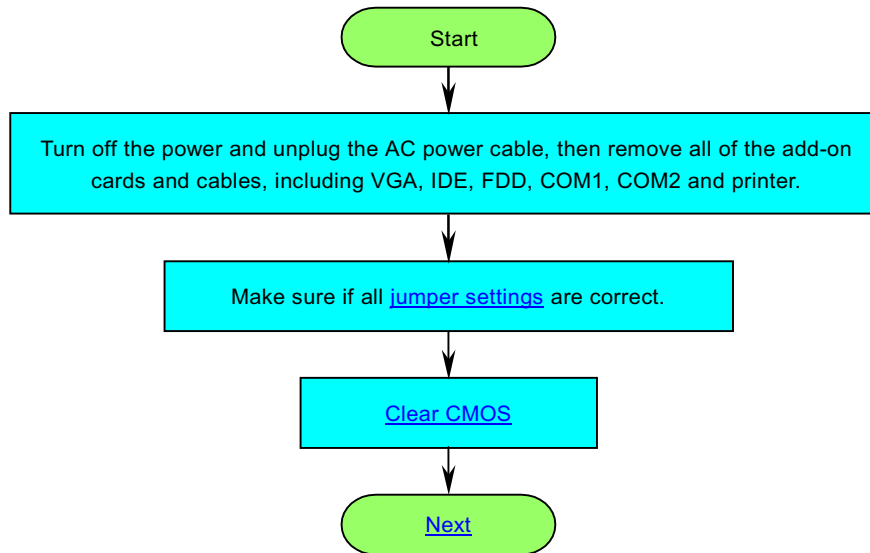 Start
Turn off the power and unplug the AC power cable, then remove all of the add-on
cards and cables, including VGA, IDE, FDD, COM1, COM2 and printer.
Make sure if all jumper settings are correct.
Clear CMOS
Next